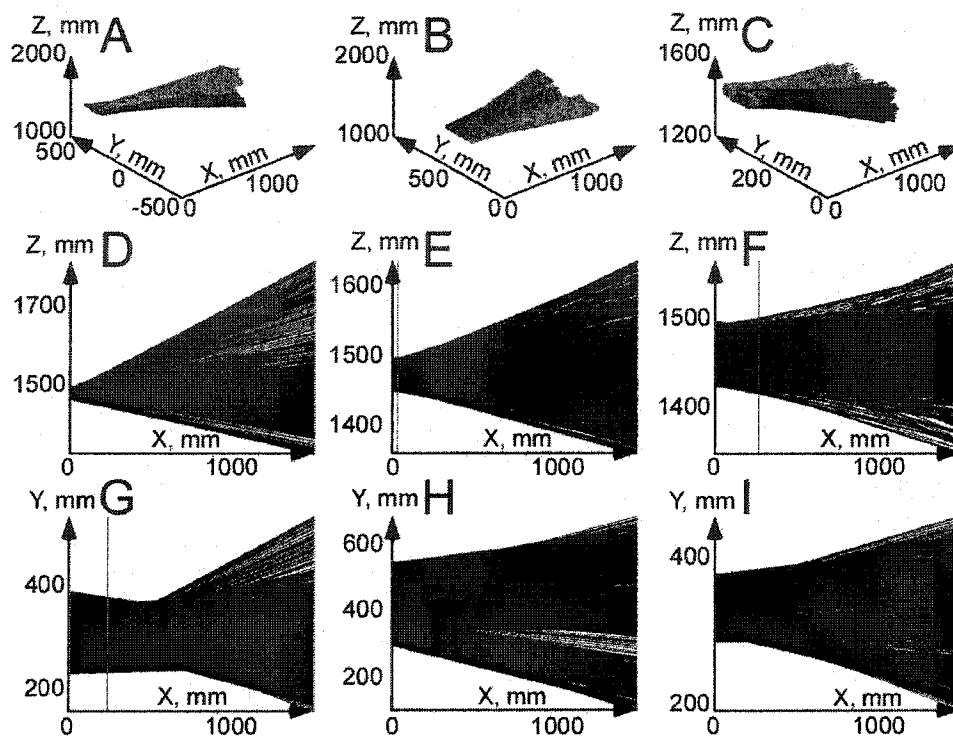 Z, mm A Z, mm B Z, mm C
2000 2000 1600
1000 1000 1200
500 Y, mm X, mm Y, mm X, mm Y, mm X, mm
0 1000 500 1000 200 1000
-500 0 0 0 0 0
Z, mm D Z, mm E Z, mm F
1700 1600 1500
1500 1500 1400
1400
X, mm X, mm X, mm
0 1000 0 1000 0 1000
Y, mm G Y, mm H Y, mm I
400 600 400
200 400 200
200
X, mm X, mm X, mm
0 1000 0 1000 0 1000